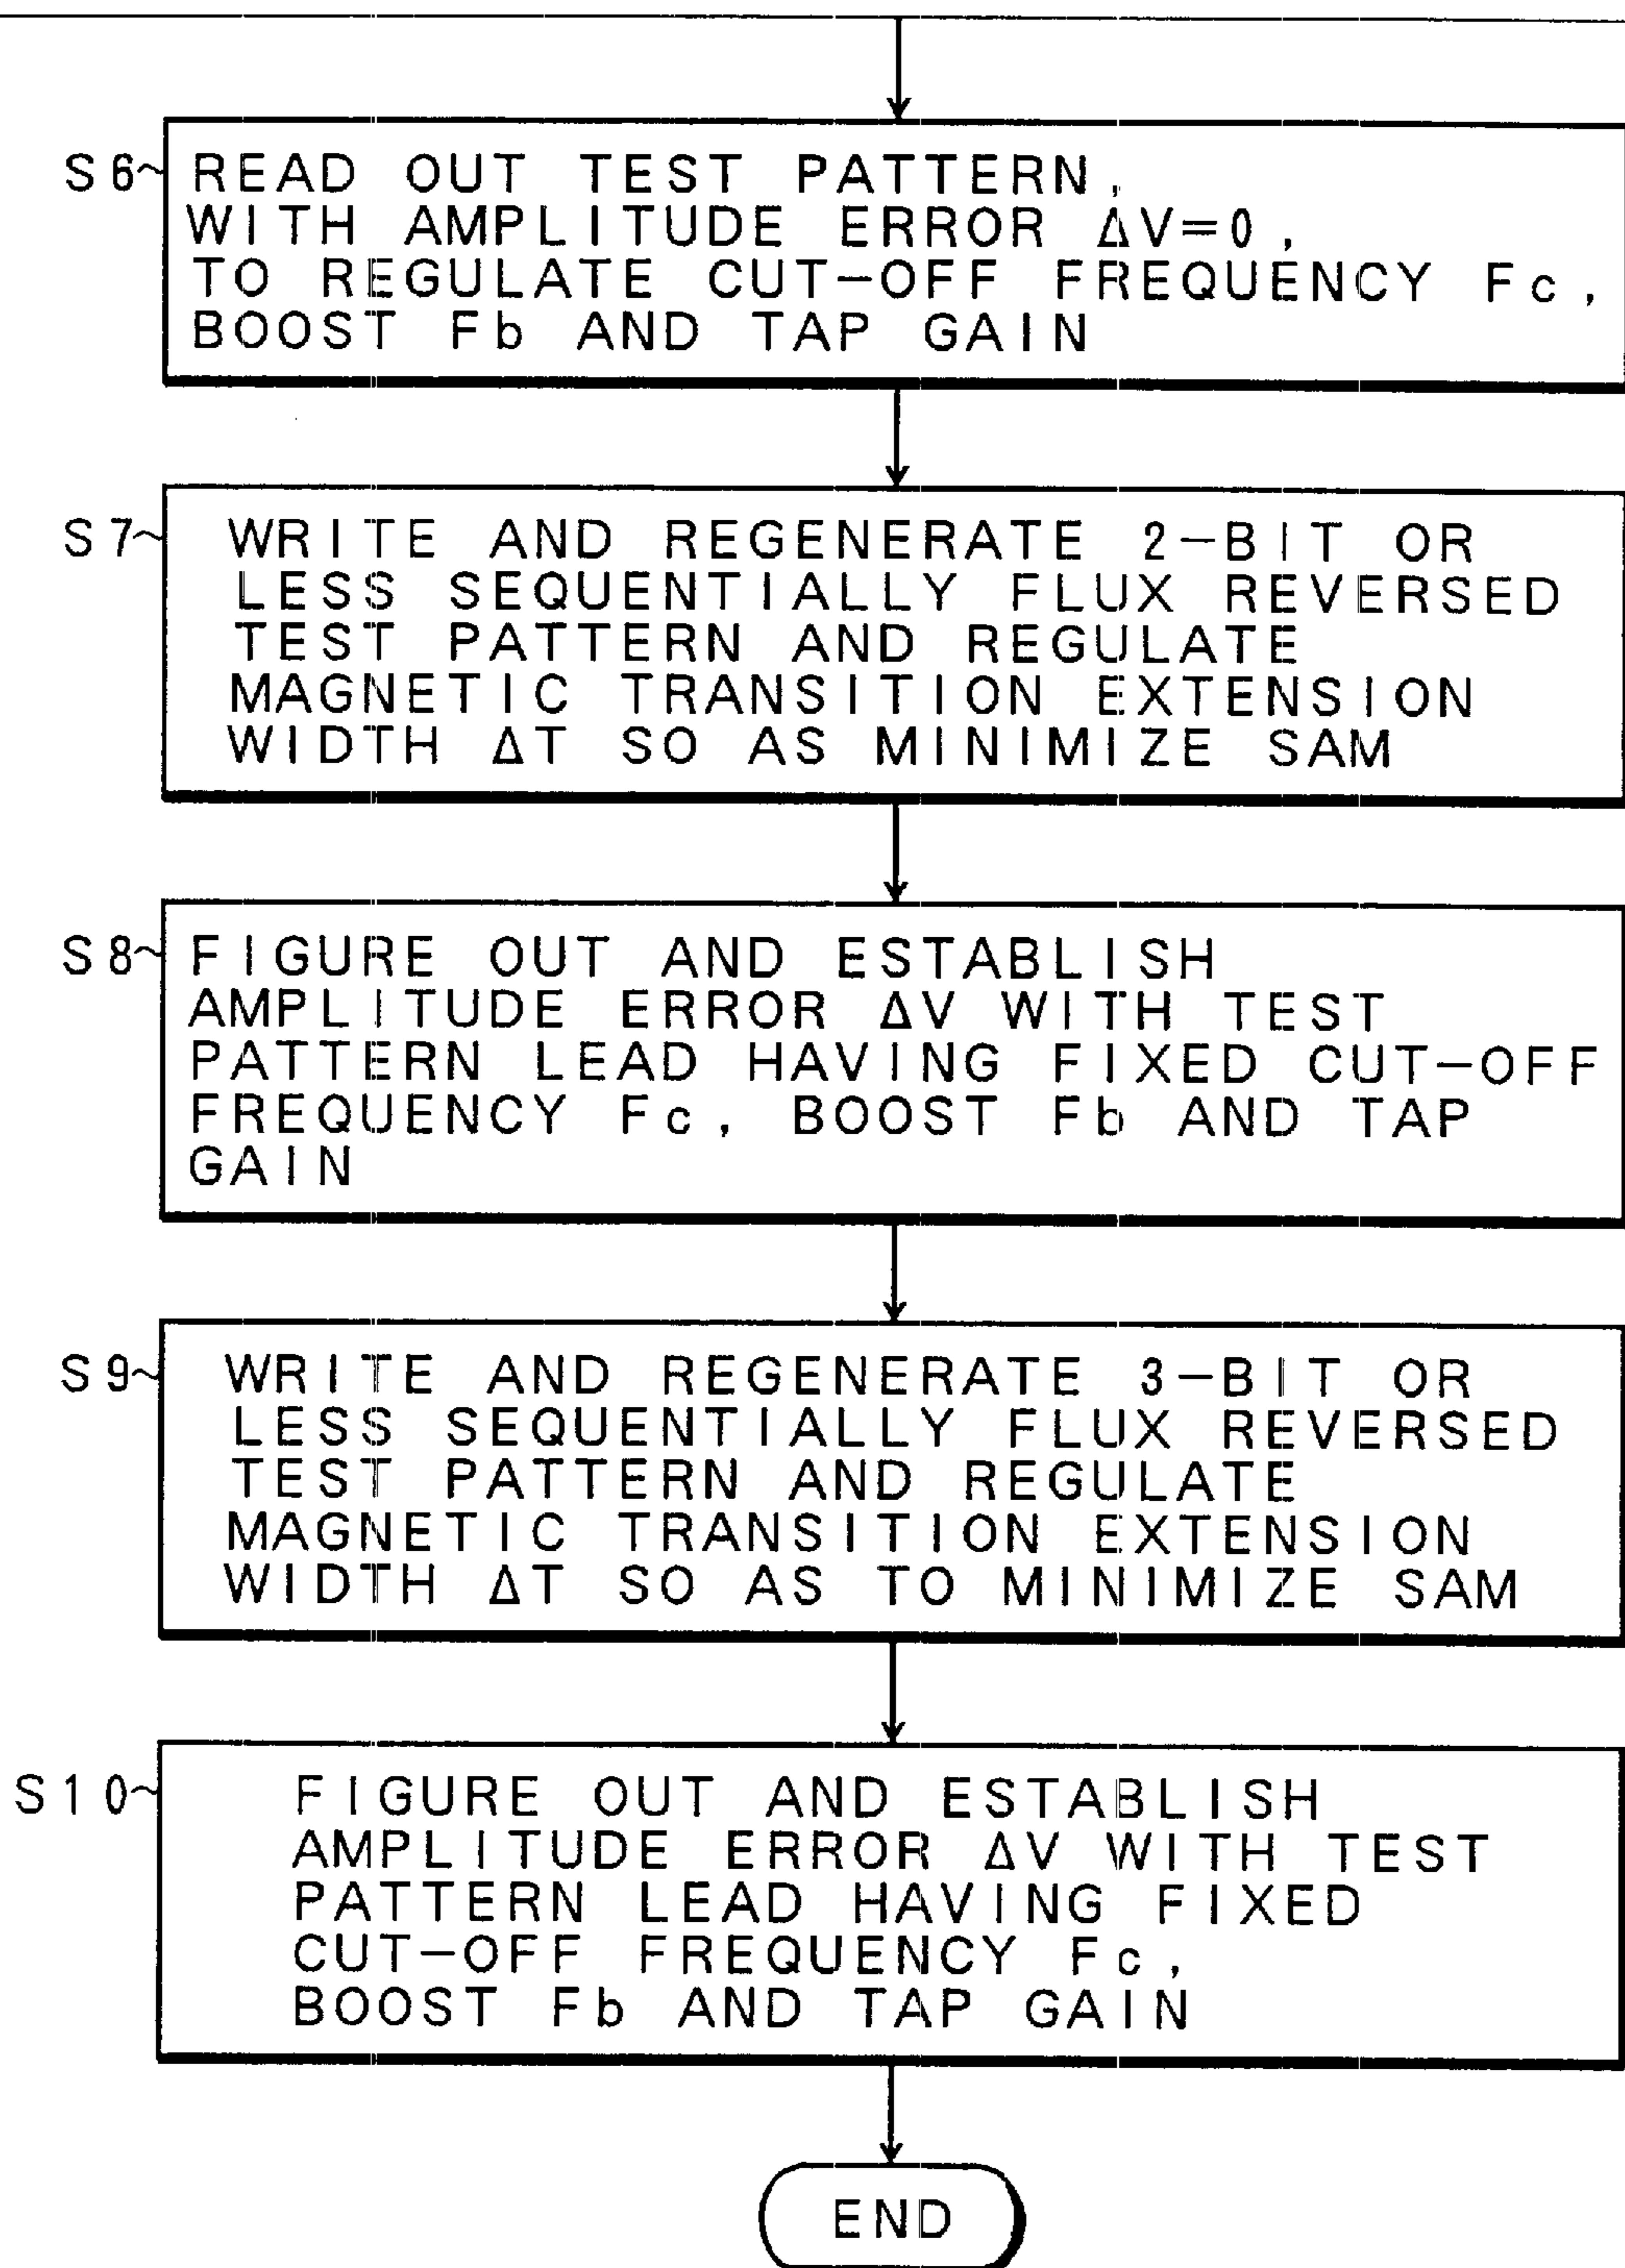 S6
READ OUT TEST PATTERN,
WITH AMPLITUDE ERROR ΔV=0,
TO REGULATE CUT-OFF FREQUENCY Fc,
BOOST Fb AND TAP GAIN
S7
WRITE AND REGENERATE 2-BIT OR
LESS SEQUENTIALLY FLUX REVERSED
TEST PATTERN AND REGULATE
MAGNETIC TRANSITION EXTENSION
WIDTH ΔT SO AS MINIMIZE SAM
S8
FIGURE OUT AND ESTABLISH
AMPLITUDE ERROR ΔV WITH TEST
PATTERN LEAD HAVING FIXED CUT-OFF
FREQUENCY Fc, BOOST Fb AND TAP
GAIN
S9
WRITE AND REGENERATE 3-BIT OR
LESS SEQUENTIALLY FLUX REVERSED
TEST PATTERN AND REGULATE
MAGNETIC TRANSITION EXTENSION
WIDTH ΔT SO AS TO MINIMIZE SAM
S10
FIGURE OUT AND ESTABLISH
AMPLITUDE ERROR ΔV WITH TEST
PATTERN LEAD HAVING FIXED
CUT-OFF FREQUENCY Fc,
BOOST Fb AND TAP GAIN
END